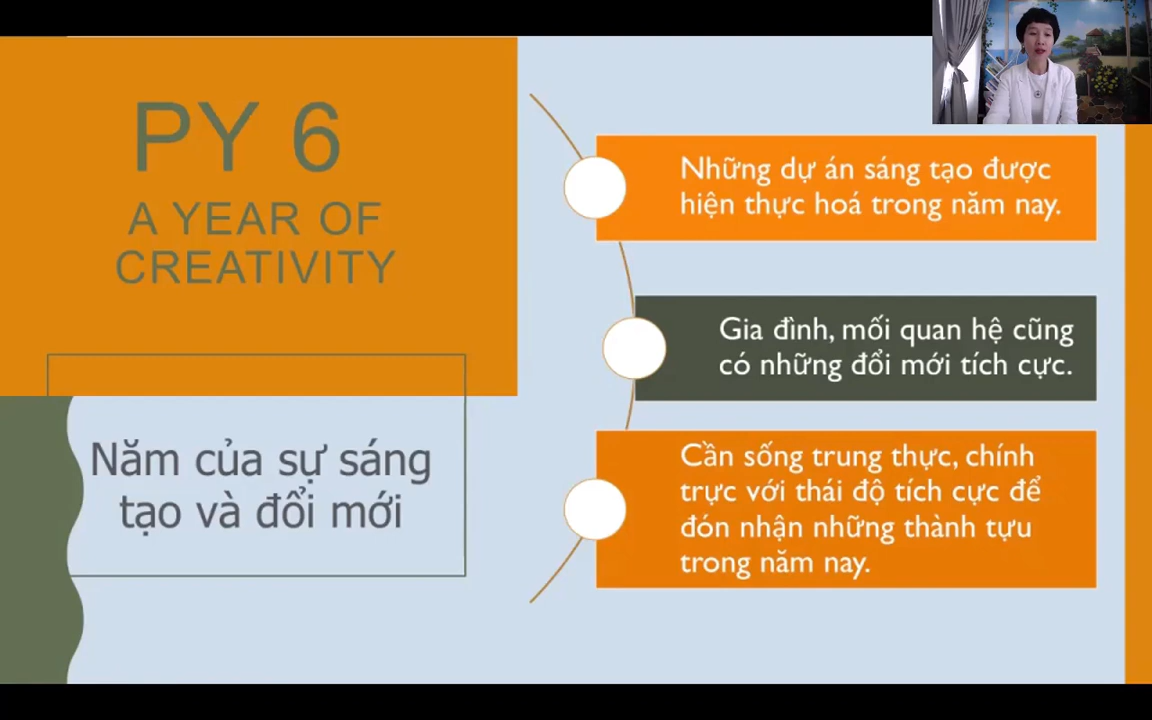 PY 6
A YEAR OF
CREATIVITY
Năm của sự sáng
tạo và đổi mới
Những dự án sáng tạo được
hiện thực hoá trong năm nay.
Gia đình, mối quan hệ cũng
có những đổi mới tích cực.
Cần sống trung thực, chính
trực với thái độ tích cực để
đón nhận những thành tựu
trong năm nay.